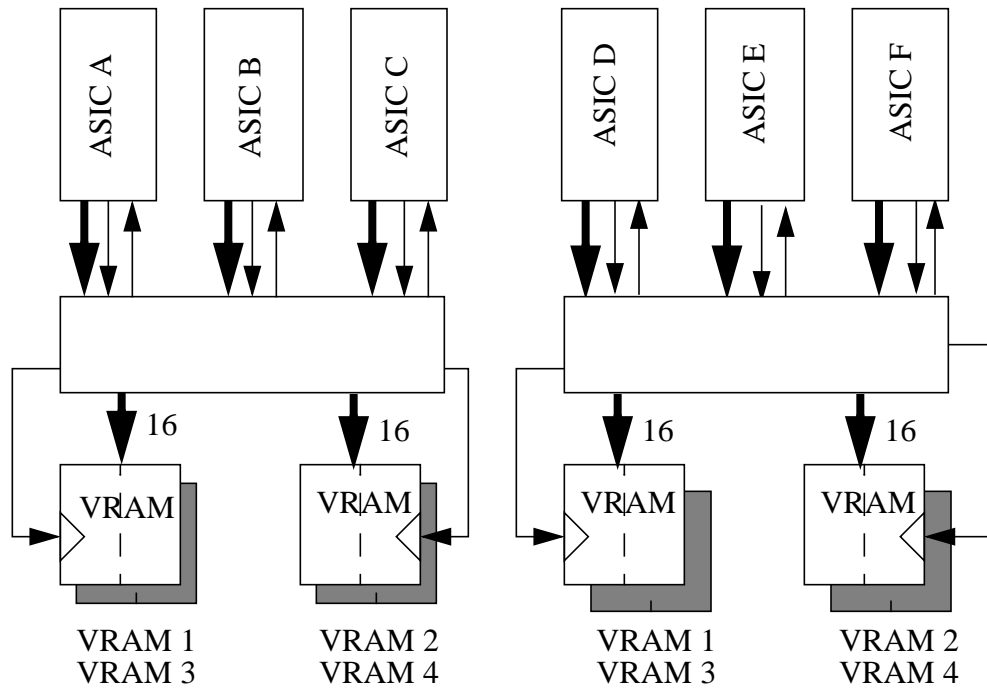 ASIC A
ASIC B
ASIC C
ASIC D
ASIC E
ASIC F
16
16
16
16
VRAM
VRAM
VRAM
VRAM
VRAM 1
VRAM 3
VRAM 2
VRAM 4
VRAM 1
VRAM 3
VRAM 2
VRAM 4